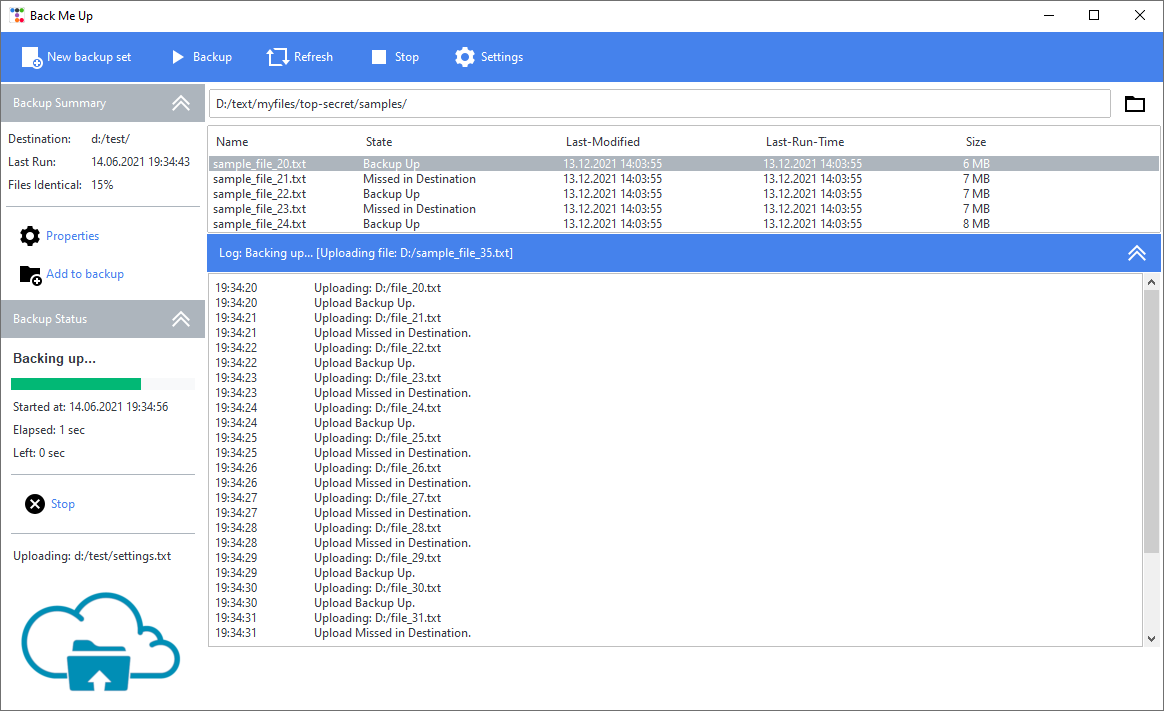 Back Me Up
New backup set Backup Refresh Stop Settings
Backup Summary
Destination: d:/test/
Last Run: 14.06.2021 19:34:43
Files Identical: 15%
Properties
Add to backup
Backup Status
Backing up...
Started at: 14.06.2021 19:34:56
Elapsed: 1 sec
Left: 0 sec
Stop
Uploading: d:/test/settings.txt
D:/text/myfiles/top-secret/samples/
Name State Last-Modified Last-Run-Time Size
sample_file_20.txt Backup Up 13.12.2021 14:03:55 13.12.2021 14:03:55 6 MB
sample_file_21.txt Missed in Destination 13.12.2021 14:03:55 13.12.2021 14:03:55 7 MB
sample_file_22.txt Backup Up 13.12.2021 14:03:55 13.12.2021 14:03:55 7 MB
sample_file_23.txt Missed in Destination 13.12.2021 14:03:55 13.12.2021 14:03:55 7 MB
sample_file_24.txt Backup Up 13.12.2021 14:03:55 13.12.2021 14:03:55 8 MB
Log: Backing up... [Uploading file: D:/sample_file_35.txt]
19:34:20 Uploading: D:/file_20.txt
19:34:20 Upload Backup Up.
19:34:21 Uploading: D:/file_21.txt
19:34:21 Upload Missed in Destination.
19:34:22 Uploading: D:/file_22.txt
19:34:22 Upload Backup Up.
19:34:23 Uploading: D:/file_23.txt
19:34:23 Upload Missed in Destination.
19:34:24 Uploading: D:/file_24.txt
19:34:24 Upload Backup Up.
19:34:25 Uploading: D:/file_25.txt
19:34:25 Upload Missed in Destination.
19:34:26 Uploading: D:/file_26.txt
19:34:26 Upload Missed in Destination.
19:34:27 Uploading: D:/file_27.txt
19:34:27 Upload Missed in Destination.
19:34:28 Uploading: D:/file_28.txt
19:34:28 Upload Missed in Destination.
19:34:29 Uploading: D:/file_29.txt
19:34:29 Upload Backup Up.
19:34:30 Uploading: D:/file_30.txt
19:34:30 Upload Backup Up.
19:34:31 Uploading: D:/file_31.txt
19:34:31 Upload Missed in Destination.